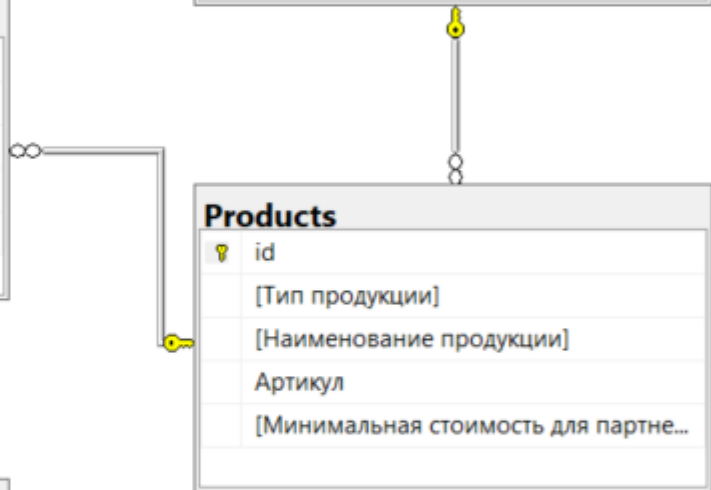 Products
id
[Тип продукции]
[Наименование продукции]
Артикул
[Минимальная стоимость для партне...